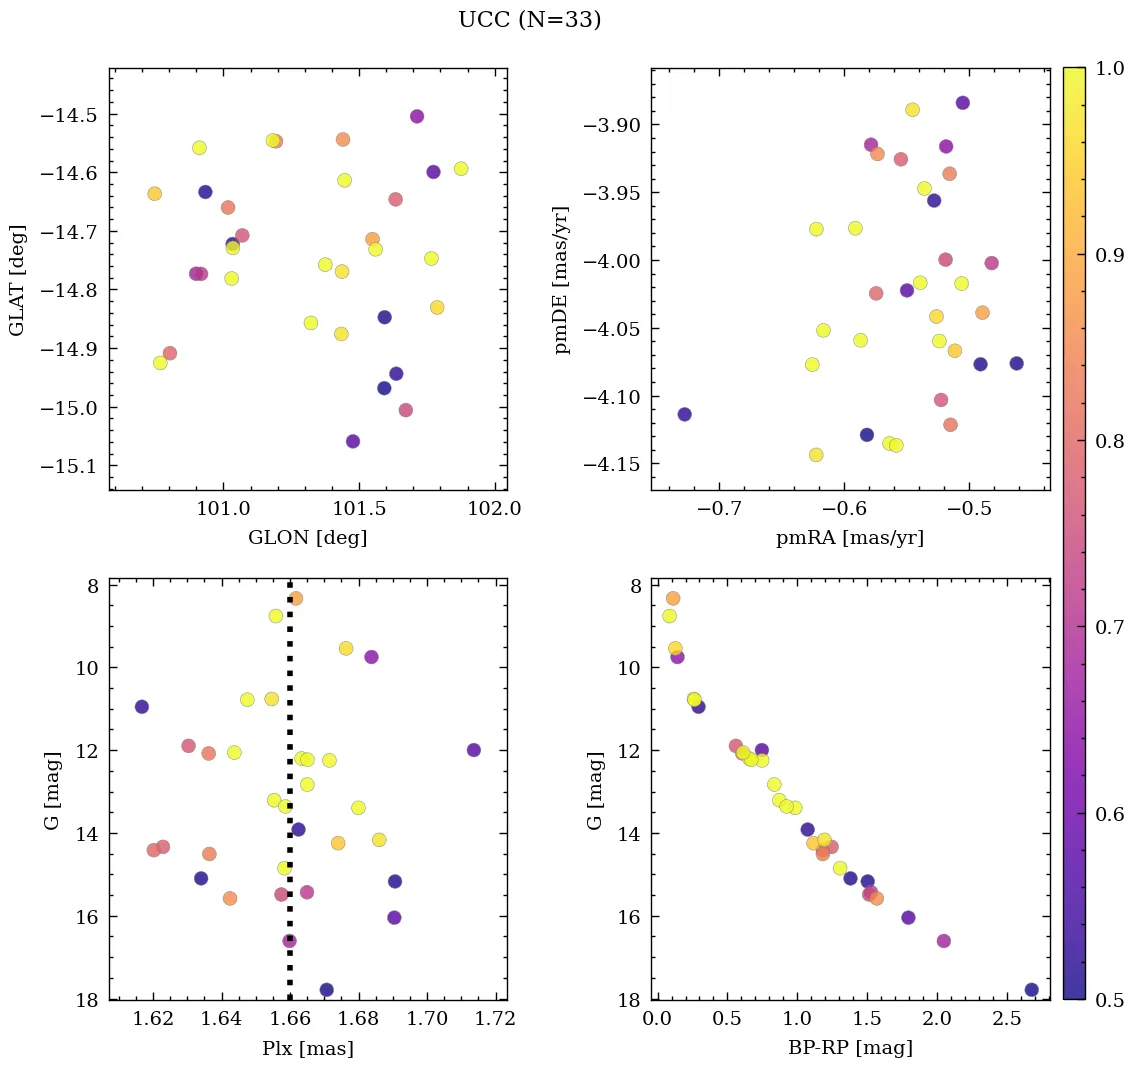 UCC (N=33)
−14.5
−14.6
−14.7
−14.8
−14.9
−15.0
−15.1
GLAT [deg]
101.0 101.5 102.0
GLON [deg]
−3.90
−3.95
−4.00
−4.05
−4.10
−4.15
pmDE [mas/yr]
−0.7 −0.6 −0.5
pmRA [mas/yr]
8
10
12
14
16
18
G [mag]
1.62 1.64 1.66 1.68 1.70 1.72
Plx [mas]
8
10
12
14
16
18
G [mag]
0.0 0.5 1.0 1.5 2.0 2.5
BP-RP [mag]
1.0
0.9
0.8
0.7
0.6
0.5